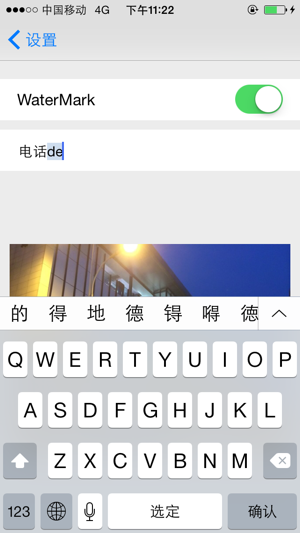 中国移动 4G 下午11:22
设置
WaterMark
电话de
的 得 地 德 锝 嘚 徳
Q W E R T Y U I O P
A S D F G H J K L
Z X C V B N M
123 选定 确认